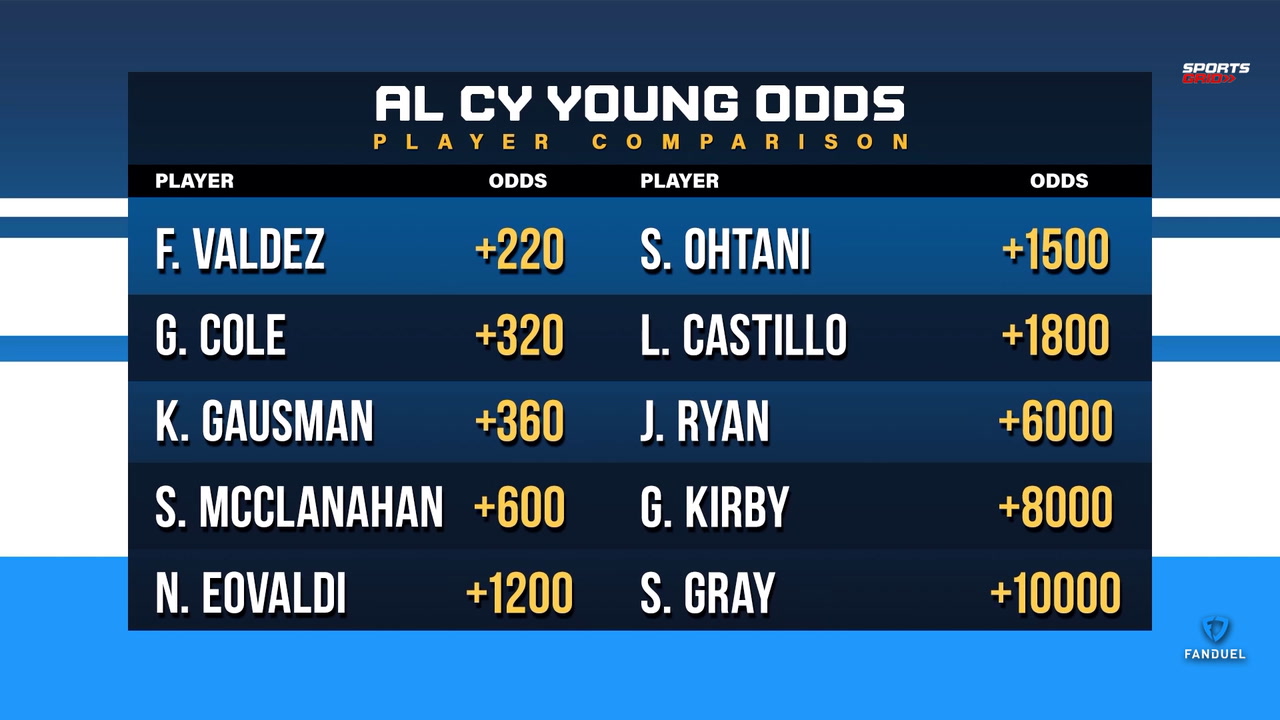 SPORTS
GRID
AL CY YOUNG ODDS
PLAYER COMPARISON
PLAYER ODDS PLAYER ODDS
F. VALDEZ +220 S. OHTANI +1500
G. COLE +320 L. CASTILLO +1800
K. GAUSMAN +360 J. RYAN +6000
S. MCCLANAHAN +600 G. KIRBY +8000
N. EOVALDI +1200 S. GRAY +10000
FANDUEL